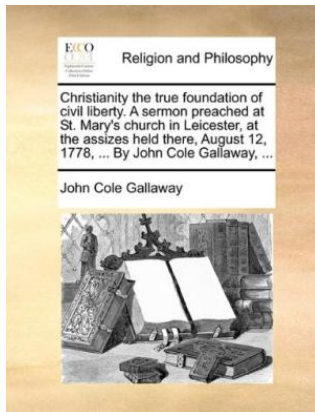 ECCO
Religion and Philosophy
Christianity the true foundation of
civil liberty. A sermon preached at
St. Mary's church in Leicester, at
the assizes held there, August 12,
1778, ... By John Cole Gallaway, ...
John Cole Gallaway